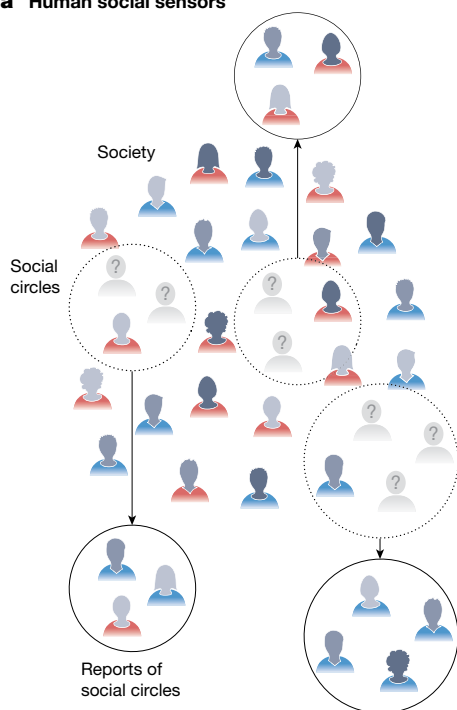 a Human social sensors
Society
Social
circles
?
?
?
?
?
?
?
Reports of
social circles